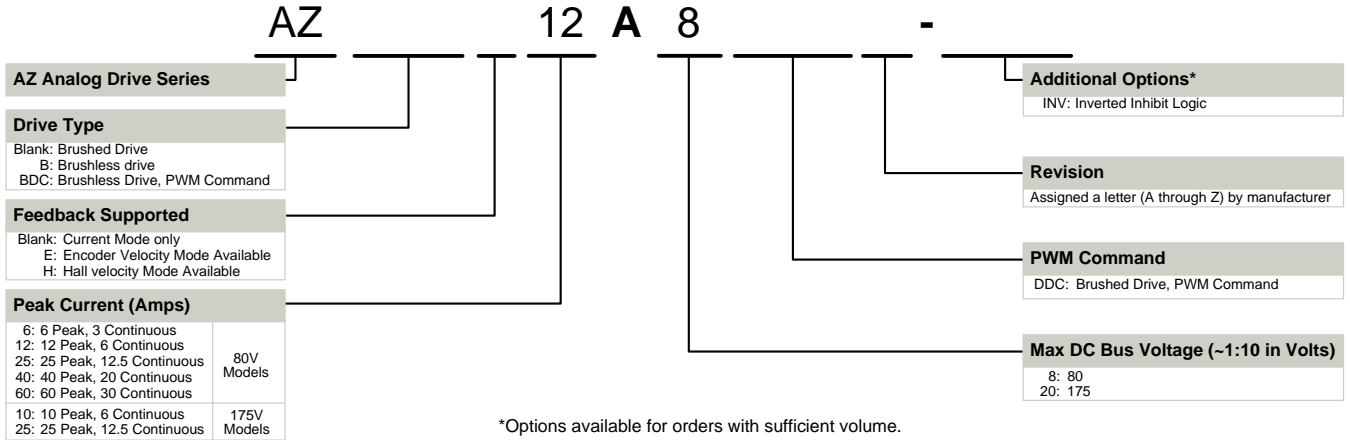 AZ 12 A 8 -
AZ Analog Drive Series
Drive Type
Blank: Brushed Drive
B: Brushless drive
BDC: Brushless Drive, PWM Command
Feedback Supported
Blank: Current Mode only
E: Encoder Velocity Mode Available
H: Hall velocity Mode Available
Peak Current (Amps)
6: 6 Peak, 3 Continuous
12: 12 Peak, 6 Continuous
25: 25 Peak, 12.5 Continuous
40: 40 Peak, 20 Continuous
60: 60 Peak, 30 Continuous
80V
Models
10: 10 Peak, 6 Continuous
25: 25 Peak, 12.5 Continuous
175V
Models
Additional Options*
INV: Inverted Inhibit Logic
Revision
Assigned a letter (A through Z) by manufacturer
PWM Command
DDC: Brushed Drive, PWM Command
Max DC Bus Voltage (~1:10 in Volts)
8: 80
20: 175
*Options available for orders with sufficient volume.